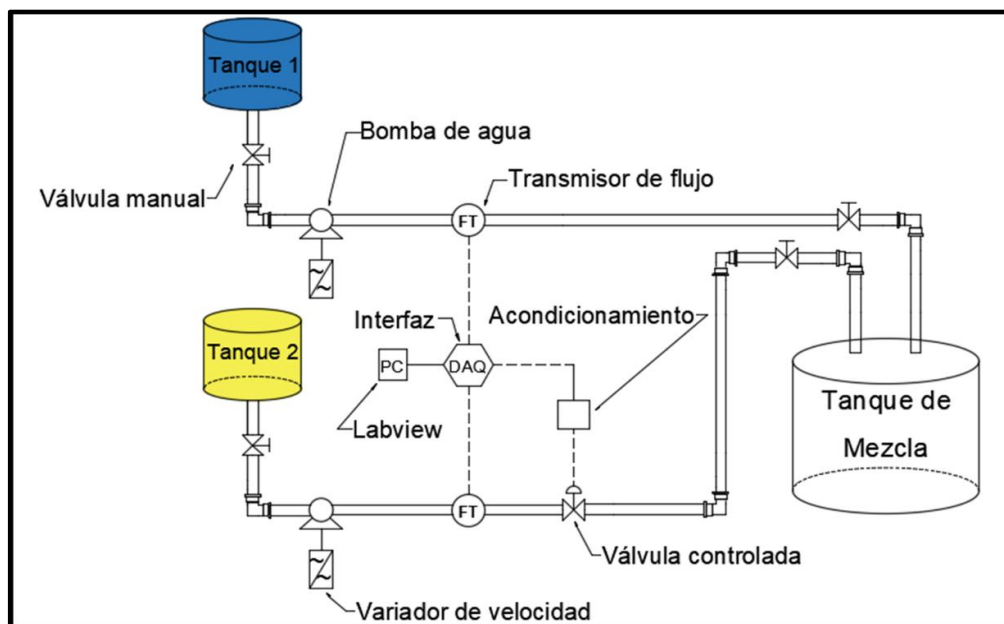 Tanque 1
Bomba de agua
Válvula manual
Transmisor de flujo
FT
Tanque 2
Interfaz
Acondicionamiento
PC
DAQ
Labview
Tanque de
Mezcla
FT
Válvula controlada
Variador de velocidad